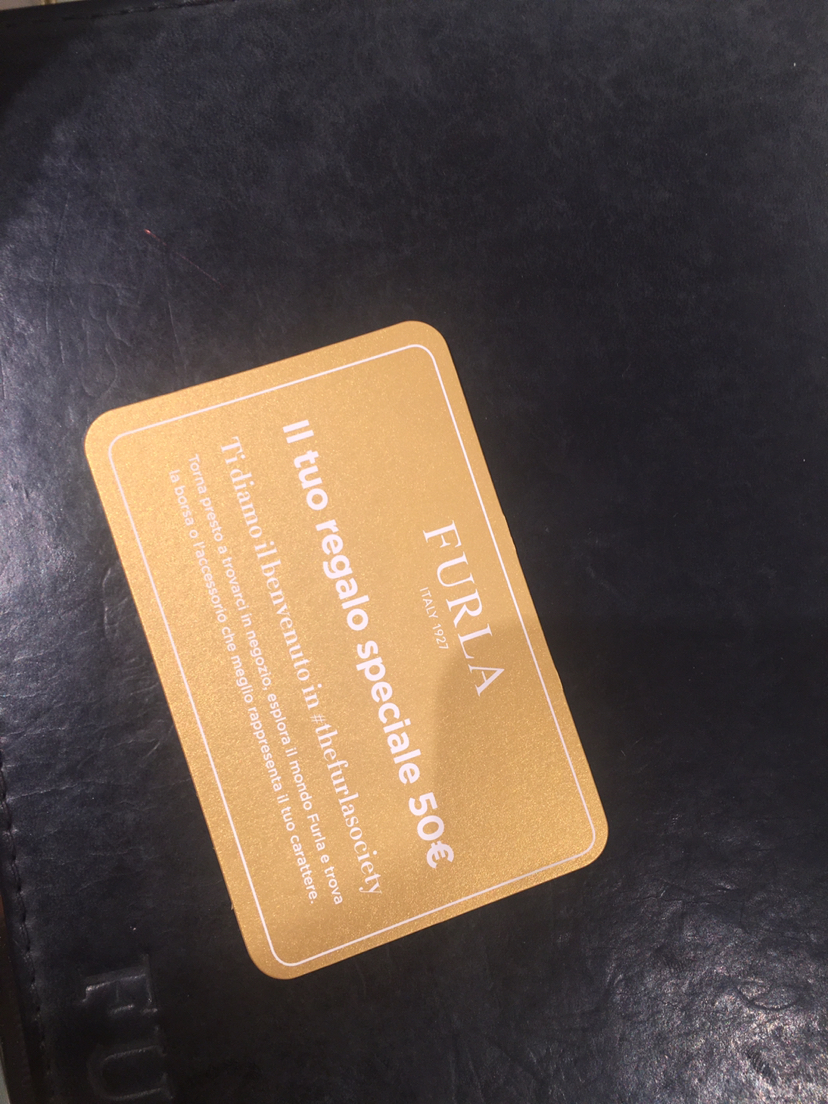 FURLA
ITALY 1927
Il tuo regalo speciale 50€
Ti diamo il benvenuto in #thefurlasociety
Torna presto a trovarci in negozio, esplora il mondo Furla e trova
la borsa o l'accessorio che meglio rappresenta il tuo carattere.
FU